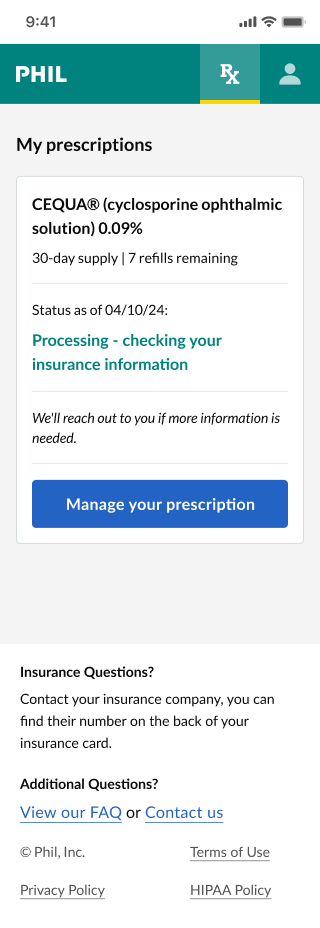 9:41
PHIL
Rx
My prescriptions
CEQUA® (cyclosporine ophthalmic
solution) 0.09%
30-day supply | 7 refills remaining
Status as of 04/10/24:
Processing - checking your
insurance information
We'll reach out to you if more information is
needed.
Manage your prescription
Insurance Questions?
Contact your insurance company, you can
find their number on the back of your
insurance card.
Additional Questions?
View our FAQ or Contact us
© Phil, Inc. Terms of Use
Privacy Policy HIPAA Policy